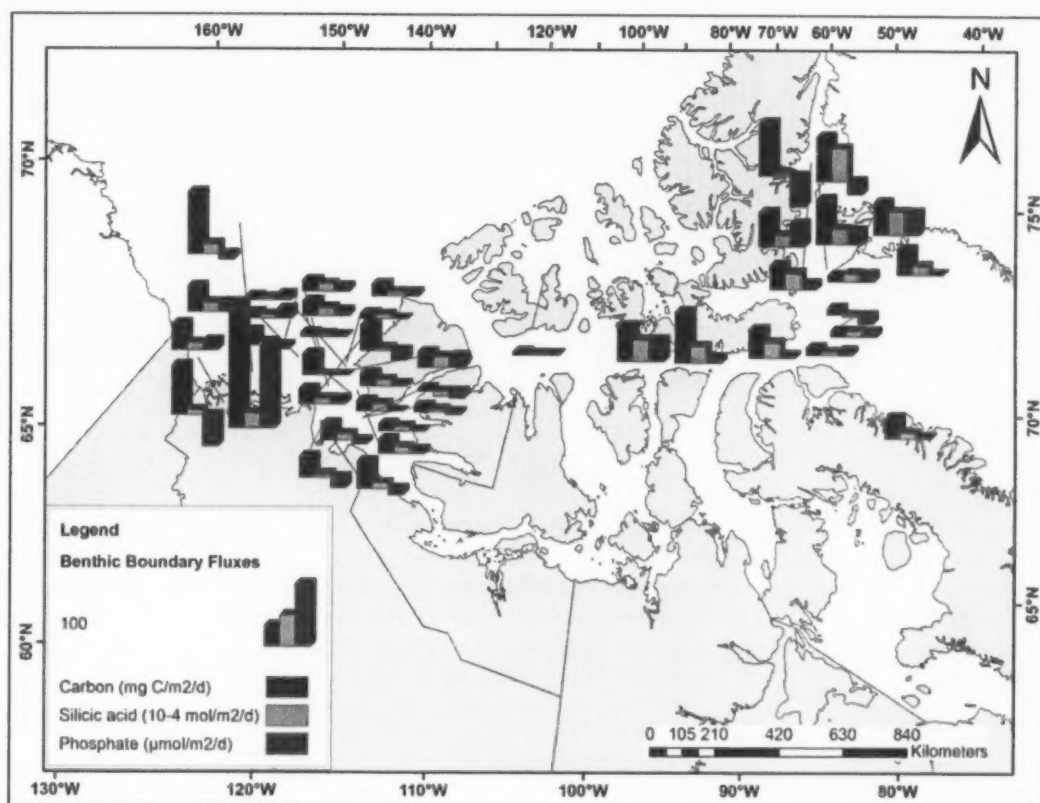 160°W 150°W 140°W 120°W 100°W 80°W 70°W 60°W 50°W 40°W
N
70°N
75°N
65°N
70°N
60°N
65°N
Legend
Benthic Boundary Fluxes
100
Carbon (mg C/m2/d)
Silicic acid (10-4 mol/m2/d)
Phosphate (µmol/m2/d)
0 105 210 420 630 840
Kilometers
130°W 120°W 110°W 100°W 90°W 80°W